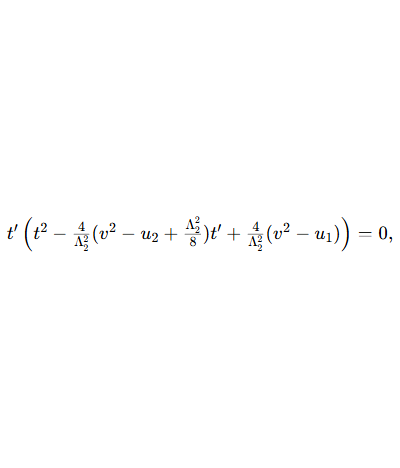 $t' \left( t^2 - \frac{4}{\Lambda_2^2} (v^2 - u_2 + \frac{\Lambda_2^2}{8}) t' + \frac{4}{\Lambda_2^2} (v^2 - u_1) \right) = 0,$